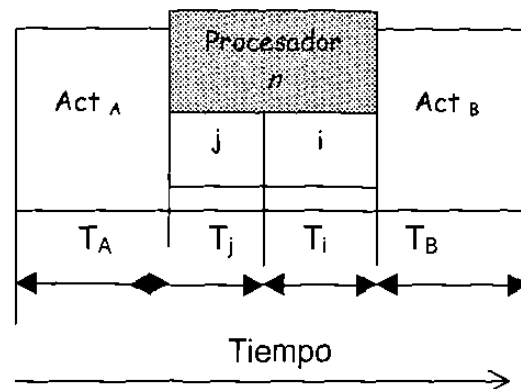 Procesador
n
Act A
j
i
Act B
TA
Tj
Ti
TB
Tiempo